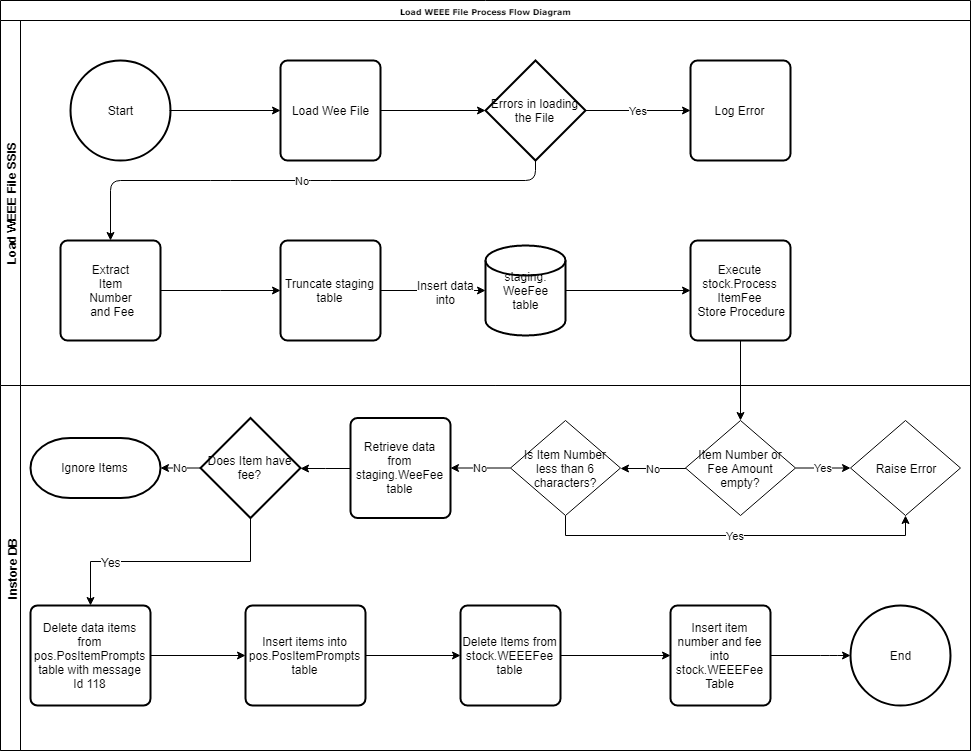 Load WEEE File Process Flow Diagram
Load WEEE File SSIS
Start
Load Wee File
Errors in loading
the File
Yes
Log Error
No
Extract
Item
Number
and Fee
Truncate staging
table
Insert data
into
staging.
WeeFee
table
Execute
stock.Process
ItemFee
Store Procedure
Instore DB
Ignore Items
No
Does Item have
fee?
Retrieve data
from
staging.WeeFee
table
No
Is Item Number
less than 6
characters?
No
Item Number or
Fee Amount
empty?
Yes
Raise Error
Yes
Yes
Delete data items
from
pos.PosItemPrompts
table with message
Id 118
Insert items into
pos.PosItemPrompts
table
Delete Items from
stock.WEEEFee
table
Insert item
number and fee
into
stock.WEEEFee
Table
End